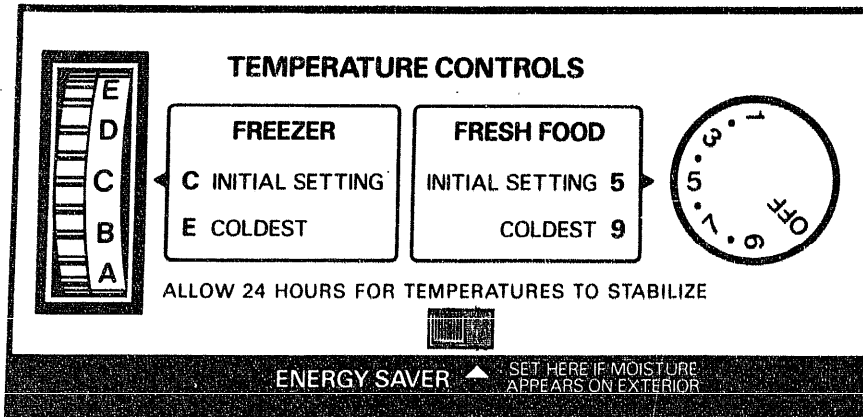 TEMPERATURE CONTROLS
E
D
C
B
A
FREEZER
C INITIAL SETTING
E COLDEST
FRESH FOOD
INITIAL SETTING 5
COLDEST 9
1
3
5
7
9
OFF
ALLOW 24 HOURS FOR TEMPERATURES TO STABILIZE
ENERGY SAVER
SET HERE IF MOISTURE
APPEARS ON EXTERIOR